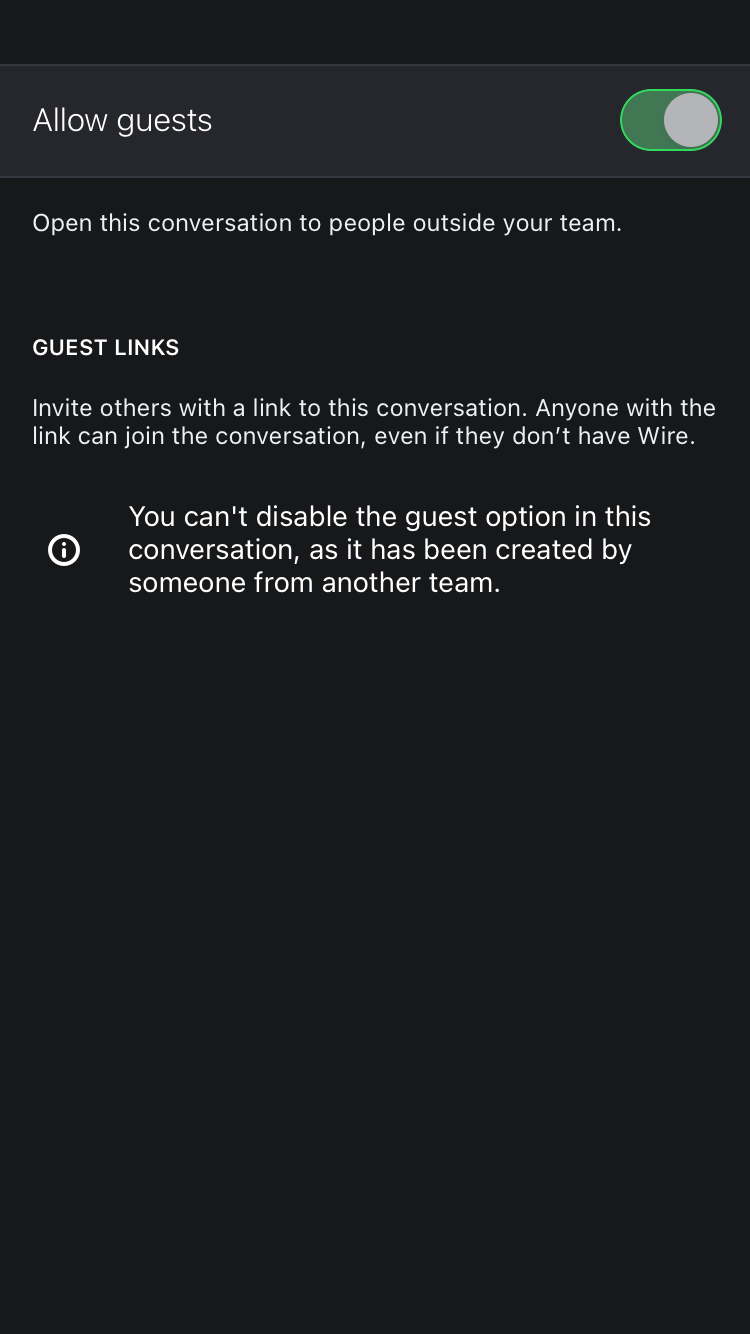 Allow guests
Open this conversation to people outside your team.
GUEST LINKS
Invite others with a link to this conversation. Anyone with the
link can join the conversation, even if they don’t have Wire.
You can't disable the guest option in this
conversation, as it has been created by
someone from another team.